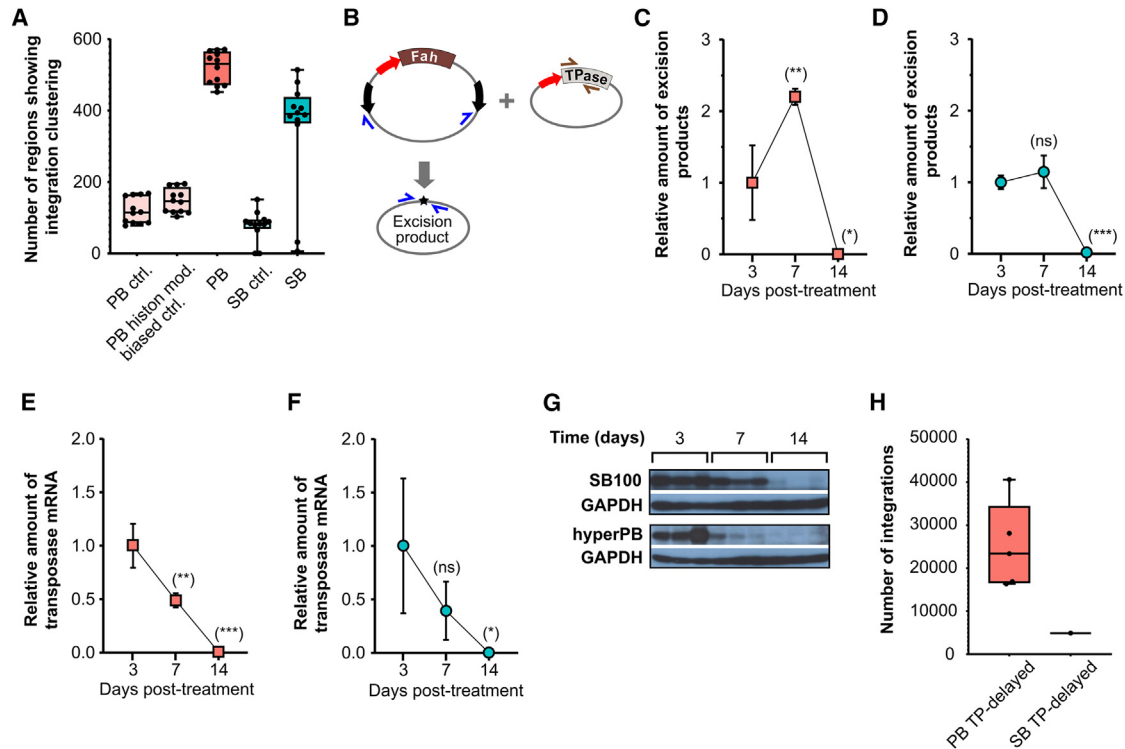 A
Number of regions showing
integration clustering
600
400
200
0
PB ctrl.
PB histon mod.
biased ctrl.
PB
SB ctrl.
SB
B
Fah
TPase
+
Excision
product
C
Relative amount of excision
products
3
2
1
0
(**)
(*)
3 7 14
Days post-treatment
D
Relative amount of excision
products
3
2
1
0
(ns)
(***)
3 7 14
Days post-treatment
E
Relative amount of
transposase mRNA
2.0
1.5
1.0
0.5
0.0
(**)
(***)
3 7 14
Days post-treatment
F
Relative amount of
transposase mRNA
2.0
1.5
1.0
0.5
0.0
(ns)
(*)
3 7 14
Days post-treatment
G
Time (days) 3 7 14
SB100
GAPDH
hyperPB
GAPDH
H
Number of integrations
50000
40000
30000
20000
10000
0
PB TP-delayed
SB TP-delayed